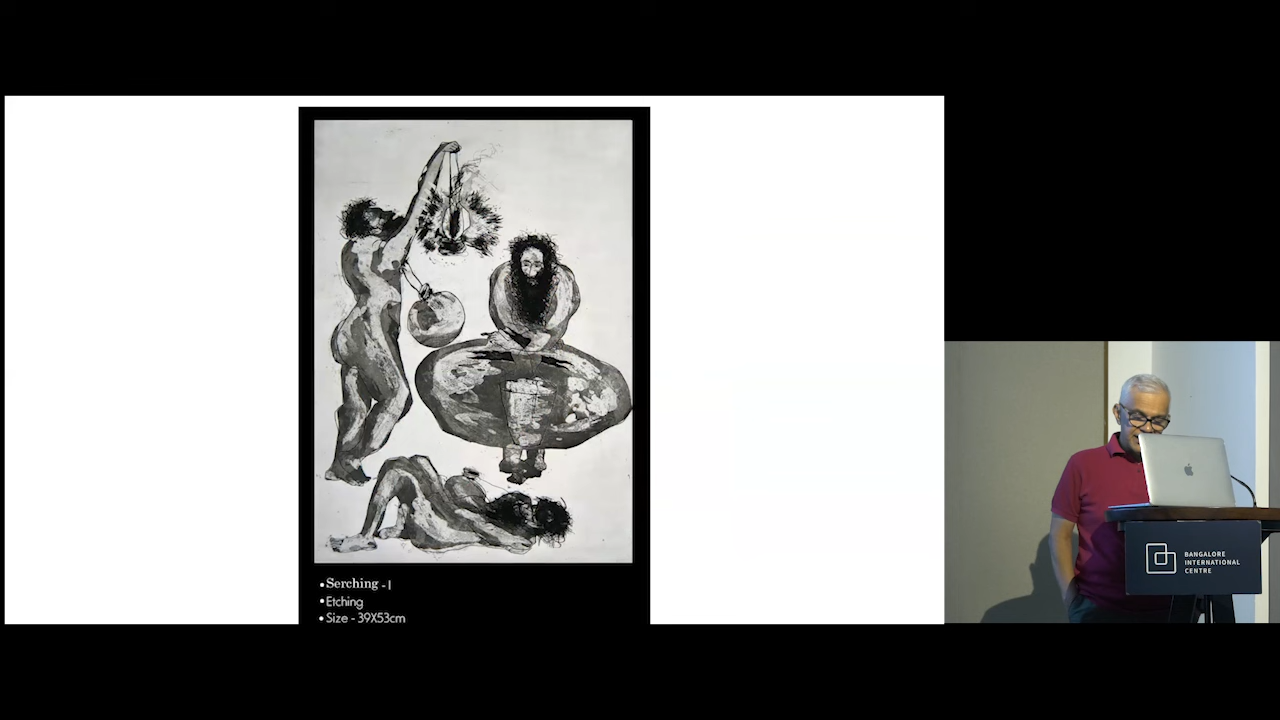 •Serching -I
•Etching
•Size - 39X53cm
BANGALORE
INTERNATIONAL
CENTRE